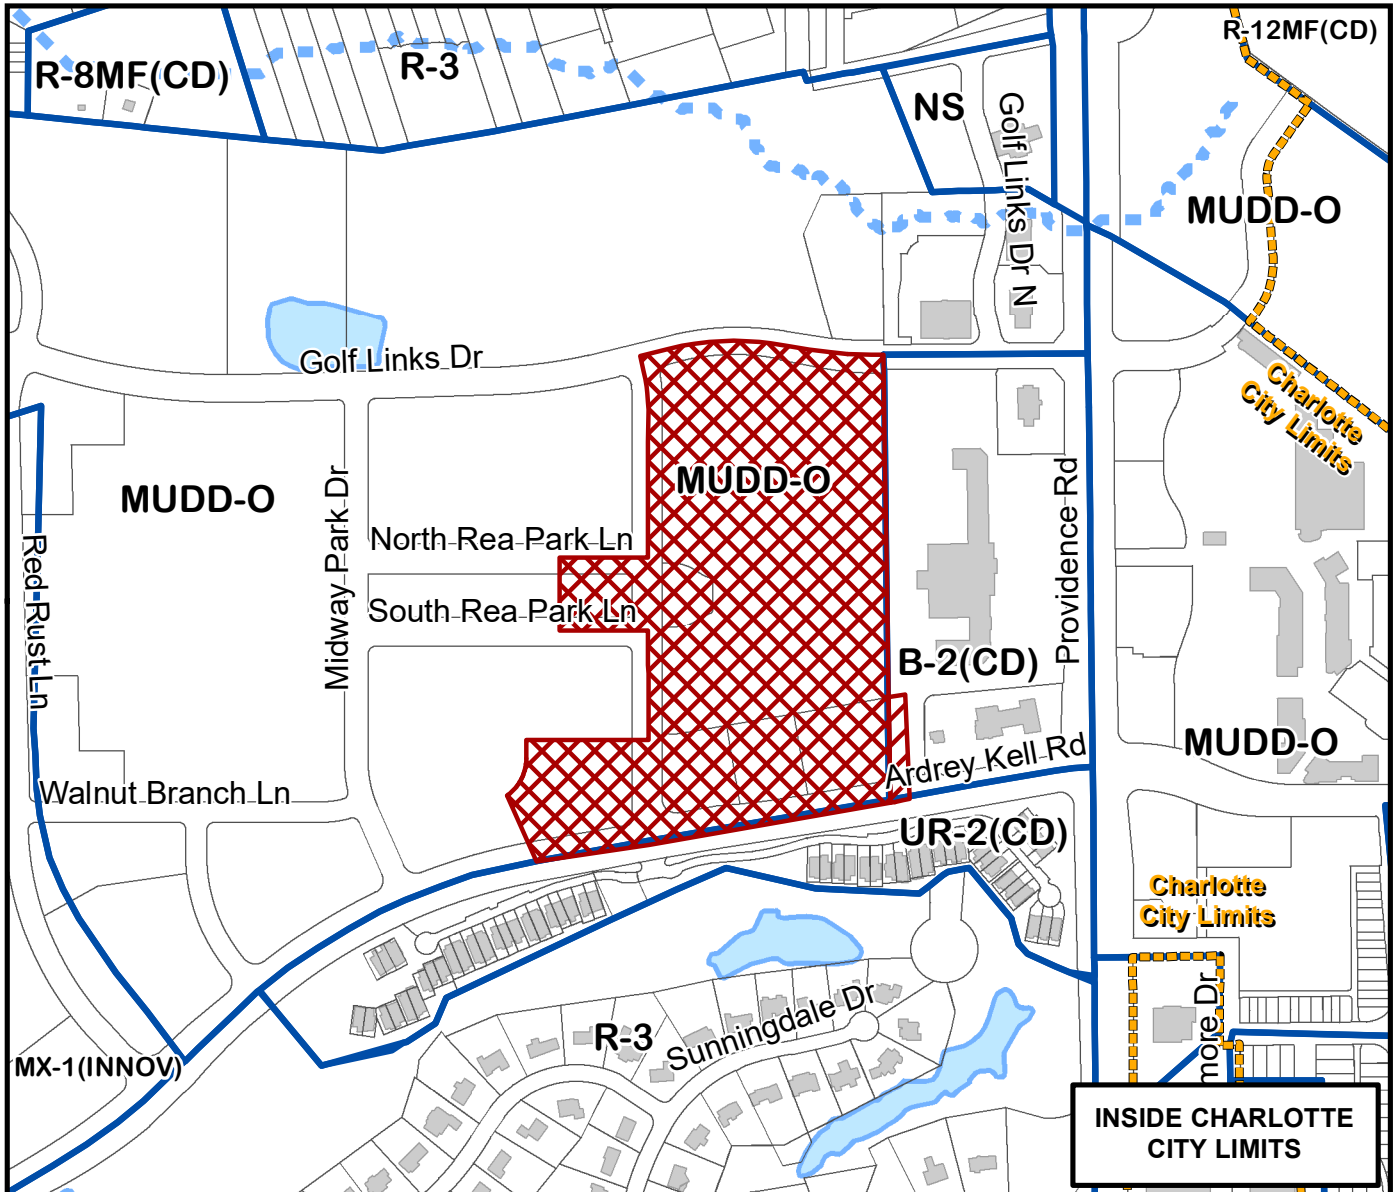 R-12MF(CD)
R-8MF(CD)
R-3
NS
Golf Links Dr N
MUDD-O
Golf Links Dr
Charlotte
City Limits
MUDD-O
MUDD-O
Midway Park Dr
Providence Rd
North Rea Park Ln
Red Rust Ln
South Rea Park Ln
B-2(CD)
MUDD-O
Ardrey Kell Rd
Walnut Branch Ln
UR-2(CD)
Charlotte
City Limits
more Dr
R-3
Sunningdale Dr
MX-1(INNOV)
INSIDE CHARLOTTE
CITY LIMITS